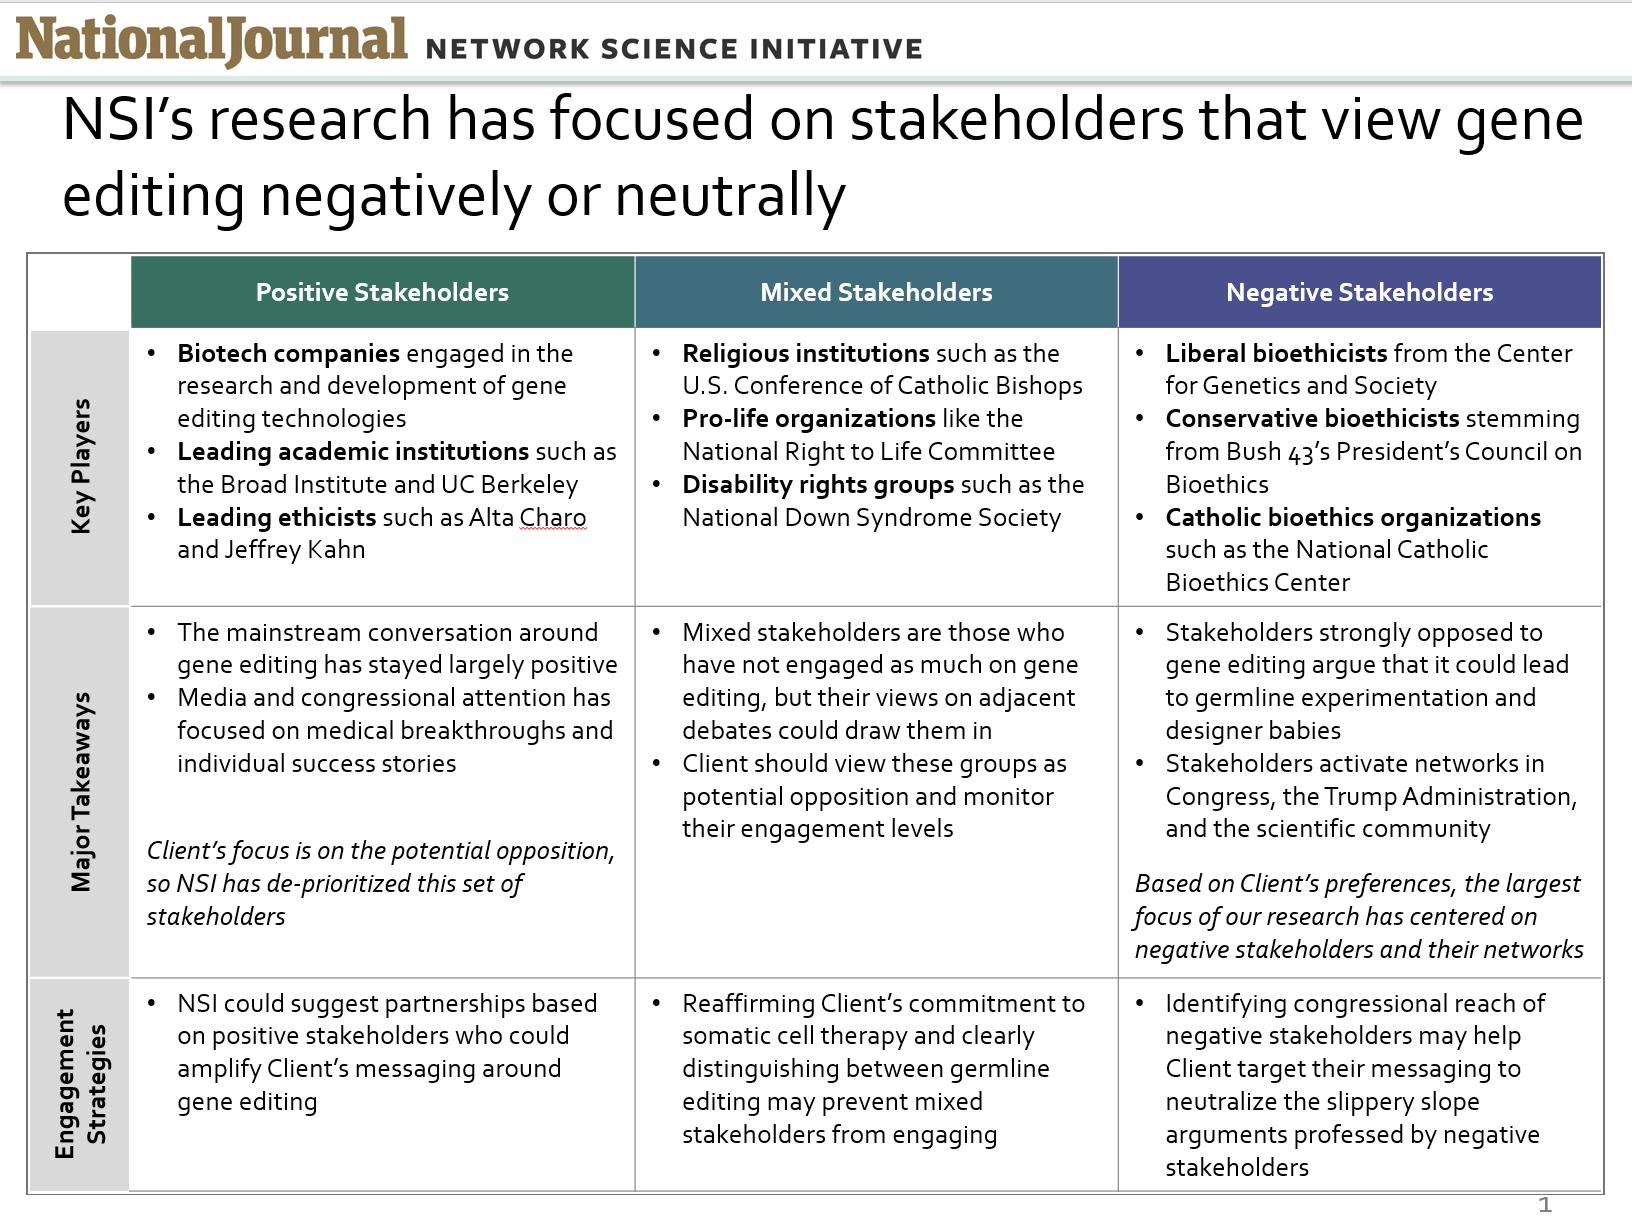 NationalJournal NETWORK SCIENCE INITIATIVE
NSI’s research has focused on stakeholders that view gene
editing negatively or neutrally
Positive Stakeholders
Mixed Stakeholders
Negative Stakeholders
Key Players
• Biotech companies engaged in the
research and development of gene
editing technologies
• Leading academic institutions such as
the Broad Institute and UC Berkeley
• Leading ethicists such as Alta Charo
and Jeffrey Kahn
• Religious institutions such as the
U.S. Conference of Catholic Bishops
• Pro-life organizations like the
National Right to Life Committee
• Disability rights groups such as the
National Down Syndrome Society
• Liberal bioethicists from the Center
for Genetics and Society
• Conservative bioethicists stemming
from Bush 43’s President’s Council on
Bioethics
• Catholic bioethics organizations
such as the National Catholic
Bioethics Center
Major Takeaways
• The mainstream conversation around
gene editing has stayed largely positive
• Media and congressional attention has
focused on medical breakthroughs and
individual success stories
Client’s focus is on the potential opposition,
so NSI has de-prioritized this set of
stakeholders
• Mixed stakeholders are those who
have not engaged as much on gene
editing, but their views on adjacent
debates could draw them in
• Client should view these groups as
potential opposition and monitor
their engagement levels
• Stakeholders strongly opposed to
gene editing argue that it could lead
to germline experimentation and
designer babies
• Stakeholders activate networks in
Congress, the Trump Administration,
and the scientific community
Based on Client’s preferences, the largest
focus of our research has centered on
negative stakeholders and their networks
Engagement
Strategies
• NSI could suggest partnerships based
on positive stakeholders who could
amplify Client’s messaging around
gene editing
• Reaffirming Client’s commitment to
somatic cell therapy and clearly
distinguishing between germline
editing may prevent mixed
stakeholders from engaging
• Identifying congressional reach of
negative stakeholders may help
Client target their messaging to
neutralize the slippery slope
arguments professed by negative
stakeholders
1